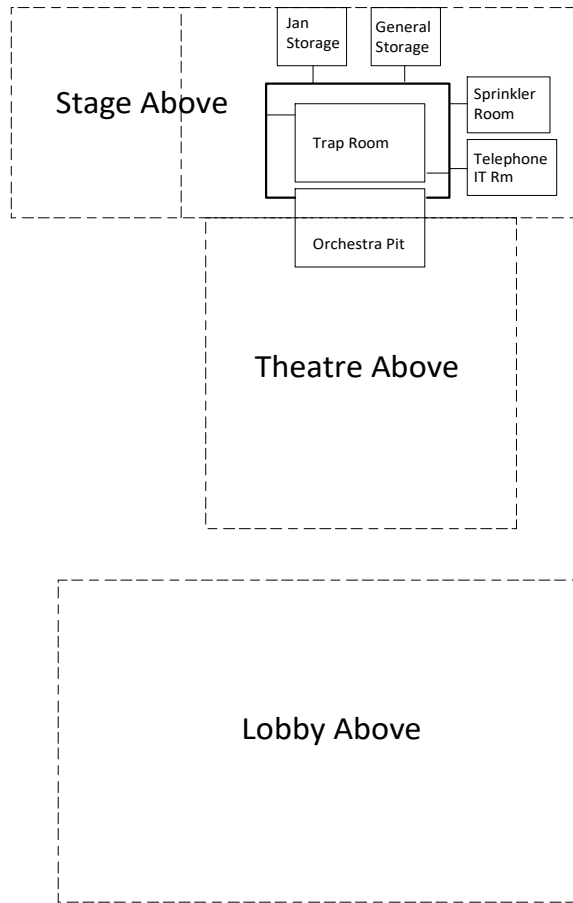 Jan
Storage
General
Storage
Stage Above
Sprinkler
Room
Trap Room
Telephone
IT Rm
Orchestra Pit
Theatre Above
Lobby Above